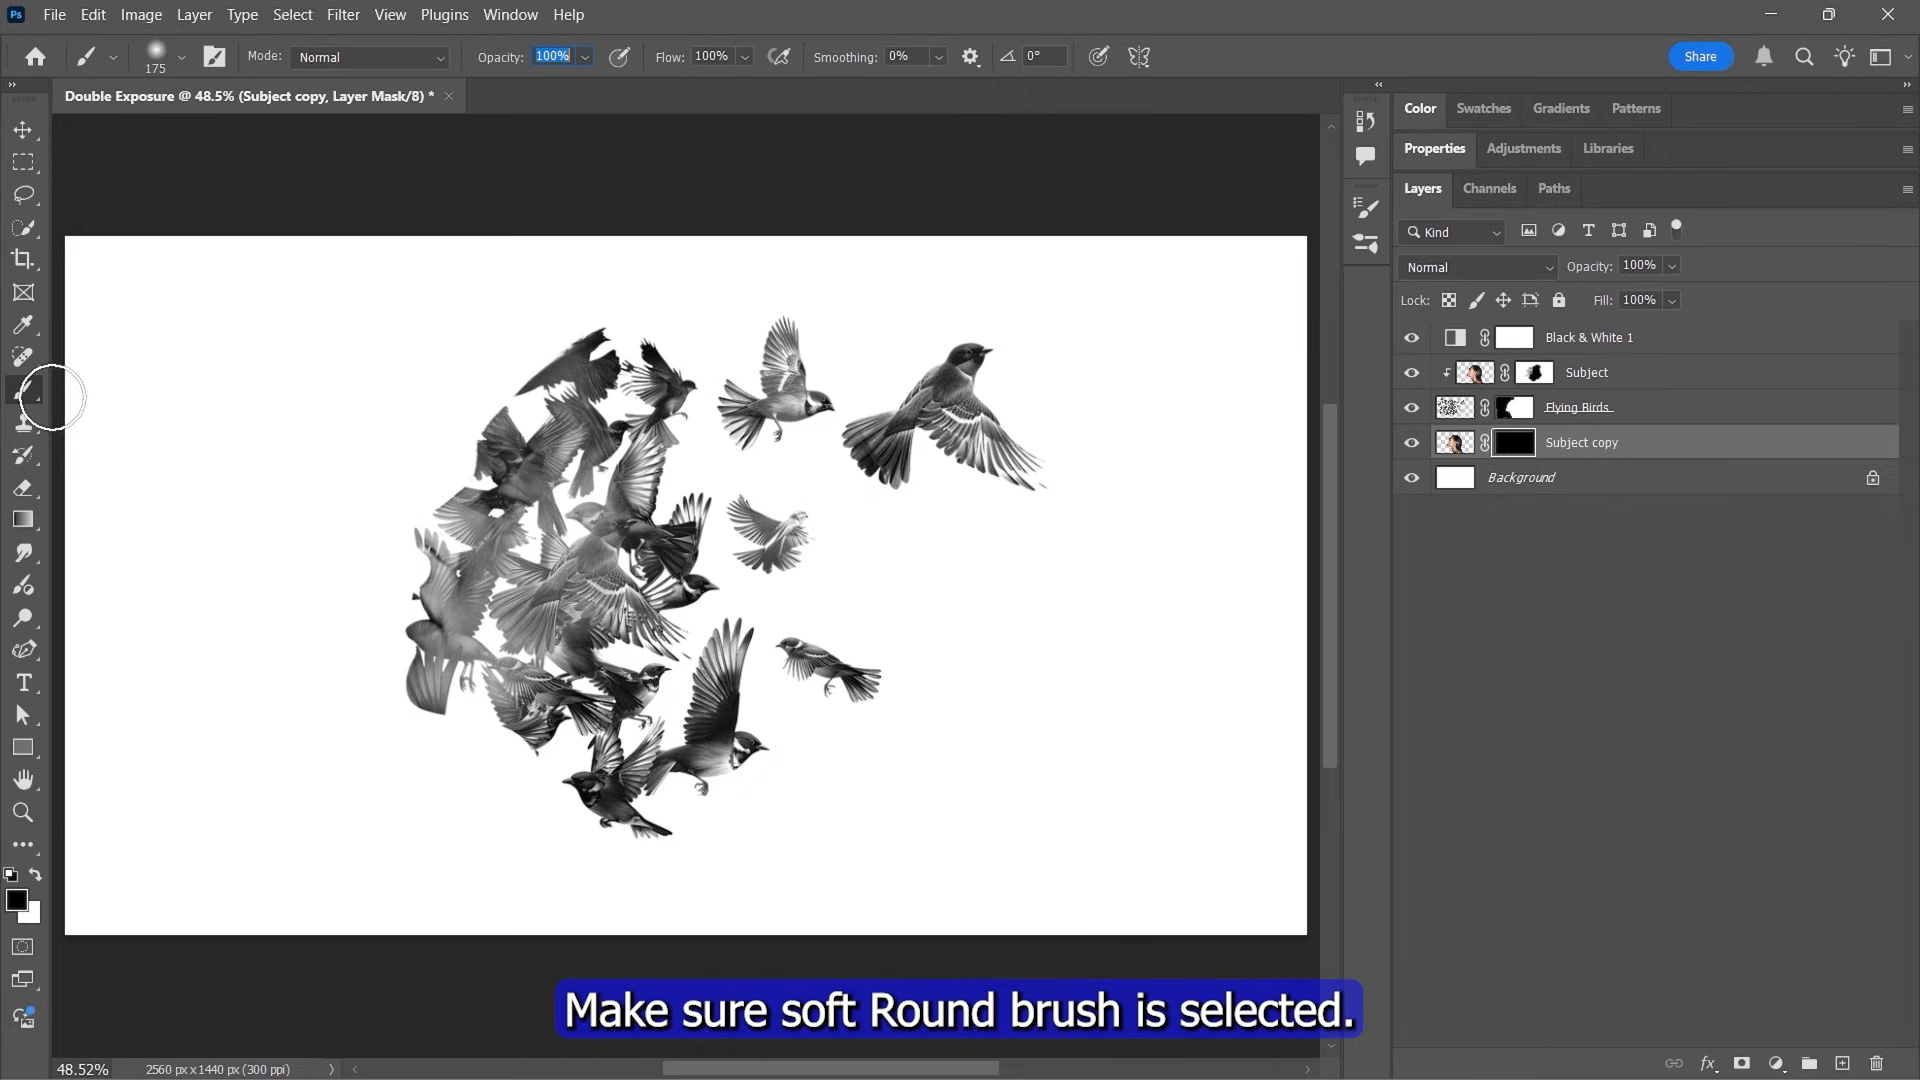 Ps File Edit Image Layer Type Select Filter View Plugins Window Help
175 Mode: Normal Opacity: 100% Flow: 100% Smoothing: 0% 0° Share
Double Exposure @ 48.5% (Subject copy, Layer Mask/8) *
Color Swatches Gradients Patterns
Properties Adjustments Libraries
Layers Channels Paths
Kind
Normal Opacity: 100%
Lock: Fill: 100%
Black & White 1
Subject
Flying Birds
Subject copy
Background
Make sure soft Round brush is selected.
48.52% 2560 px x 1440 px (300 ppi)